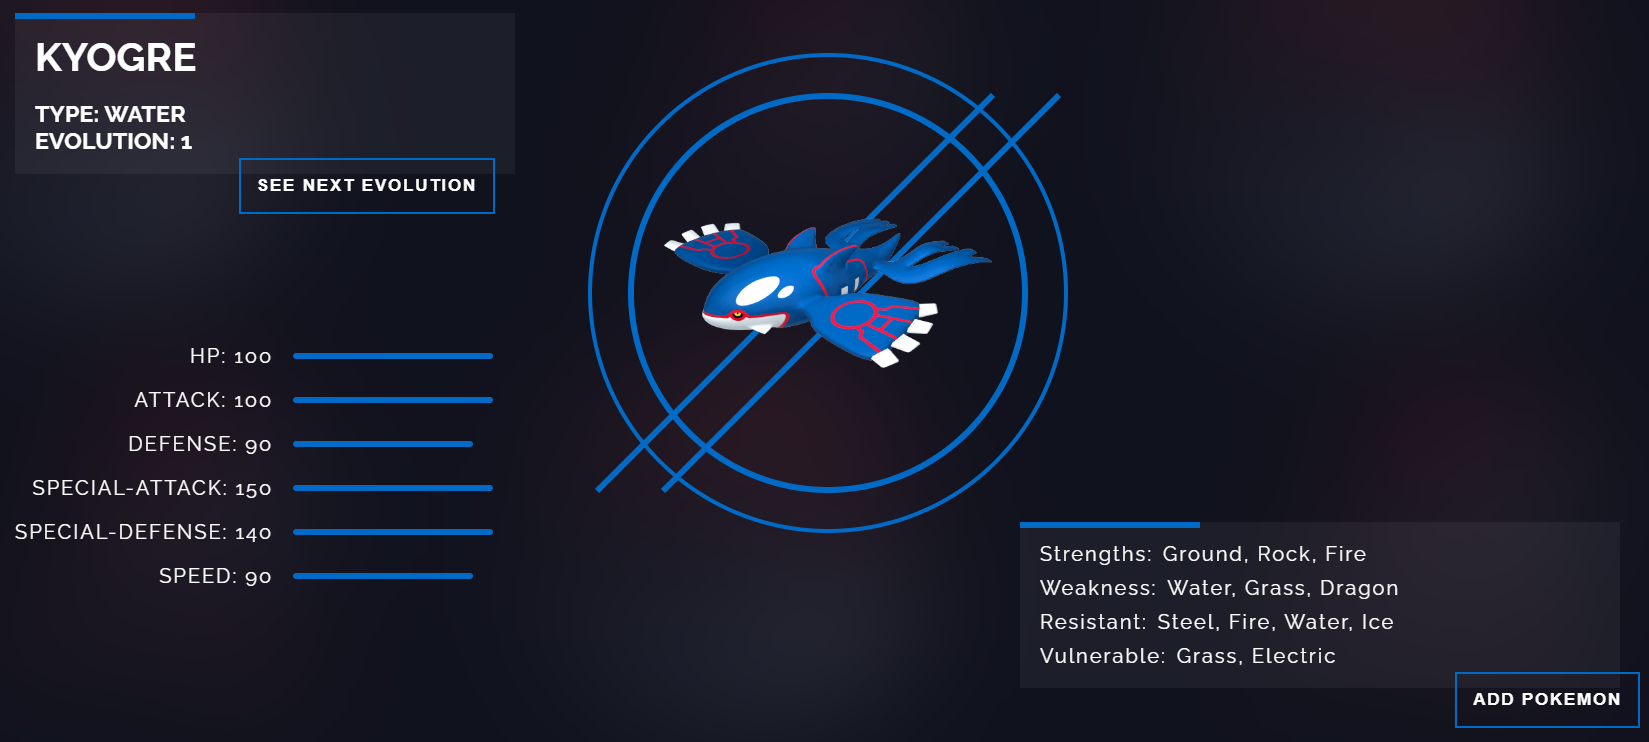 KYOGRE
TYPE: WATER
EVOLUTION: 1
SEE NEXT EVOLUTION
HP: 100
ATTACK: 100
DEFENSE: 90
SPECIAL-ATTACK: 150
SPECIAL-DEFENSE: 140
SPEED: 90
Strengths: Ground, Rock, Fire
Weakness: Water, Grass, Dragon
Resistant: Steel, Fire, Water, Ice
Vulnerable: Grass, Electric
ADD POKEMON